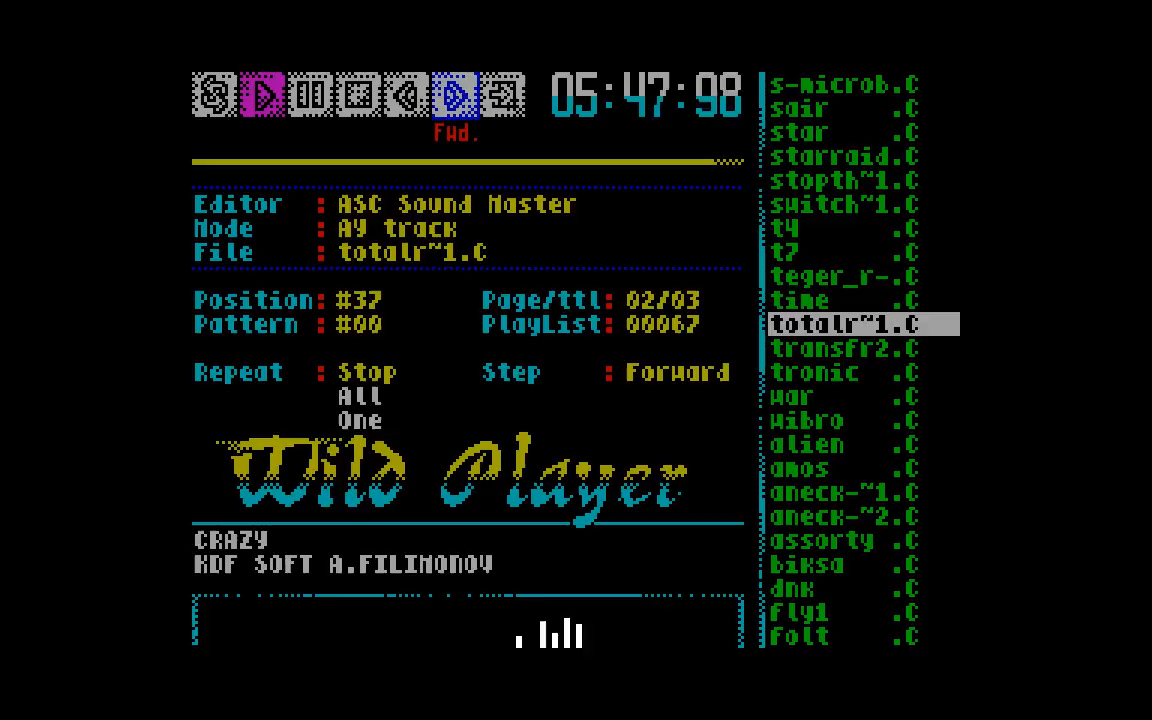 05:47:98
Fwd.
Editor : ASC Sound Master
Mode : AY track
File : totalr~1.C
Position: #37 Page/ttl: 02/03
Pattern : #00 PlayList: 00067
Repeat : Stop Step : Forward
All
One
Wild Player
CRAZY
KDF SOFT A.FILIMONOV
s-microb.C
sair .C
star .C
starraid.C
stopth~1.C
switch~1.C
t4 .C
t7 .C
teger_r-.C
time .C
totalr~1.C
transfr2.C
tronic .C
war .C
wibro .C
alien .C
amos .C
aneck-~1.C
aneck-~2.C
assorty .C
biksa .C
dnk .C
fly1 .C
folt .C